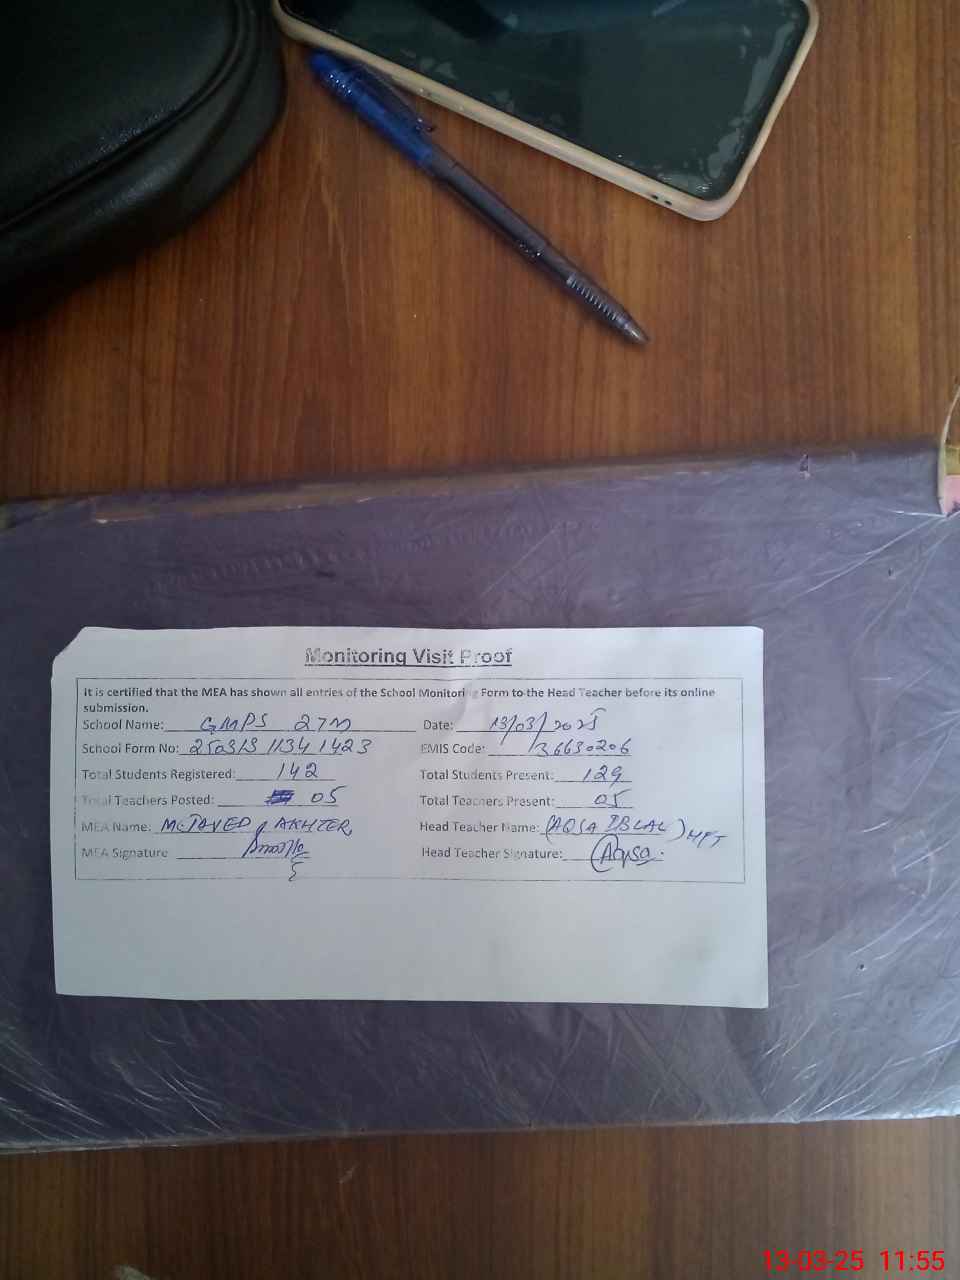 Monitoring Visit Proof
It is certified that the MEA has shown all entries of the School Monitoring Form to the Head Teacher before its online
submission.
School Name: GMPS 27M Date: 13/03/2025
School Form No: 250313 1134 1423 EMIS Code: 36630206
Total Students Registered: 142 Total Students Present: 129
Total Teachers Posted: 05 Total Teachers Present: 05
MEA Name: M. JAVED AKHTER Head Teacher Name: (AQSA IBLAL)
MEA Signature Head Teacher Signature: Aqsa.
13-03-25 11:55